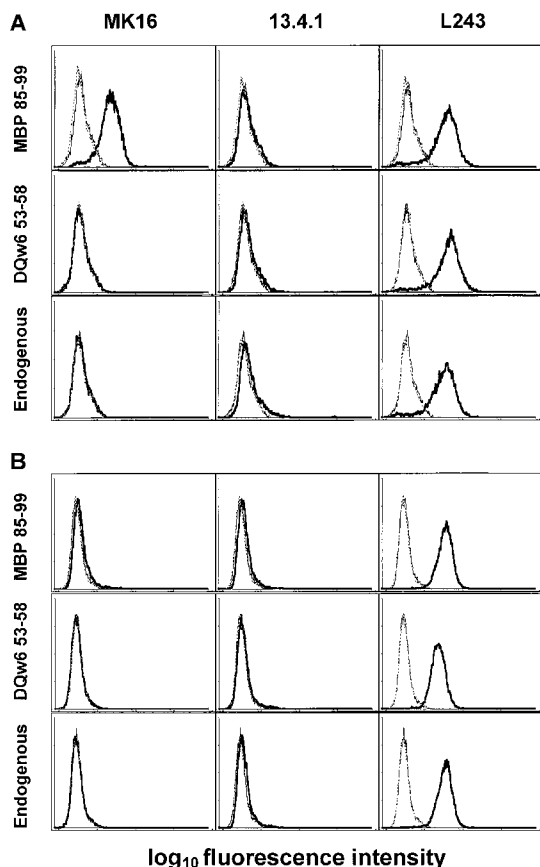 A
MK16 13.4.1 L243
MBP 85-99
DQw6 53-58
Endogenous
B
MBP 85-99
DQw6 53-58
Endogenous
log₁₀ fluorescence intensity